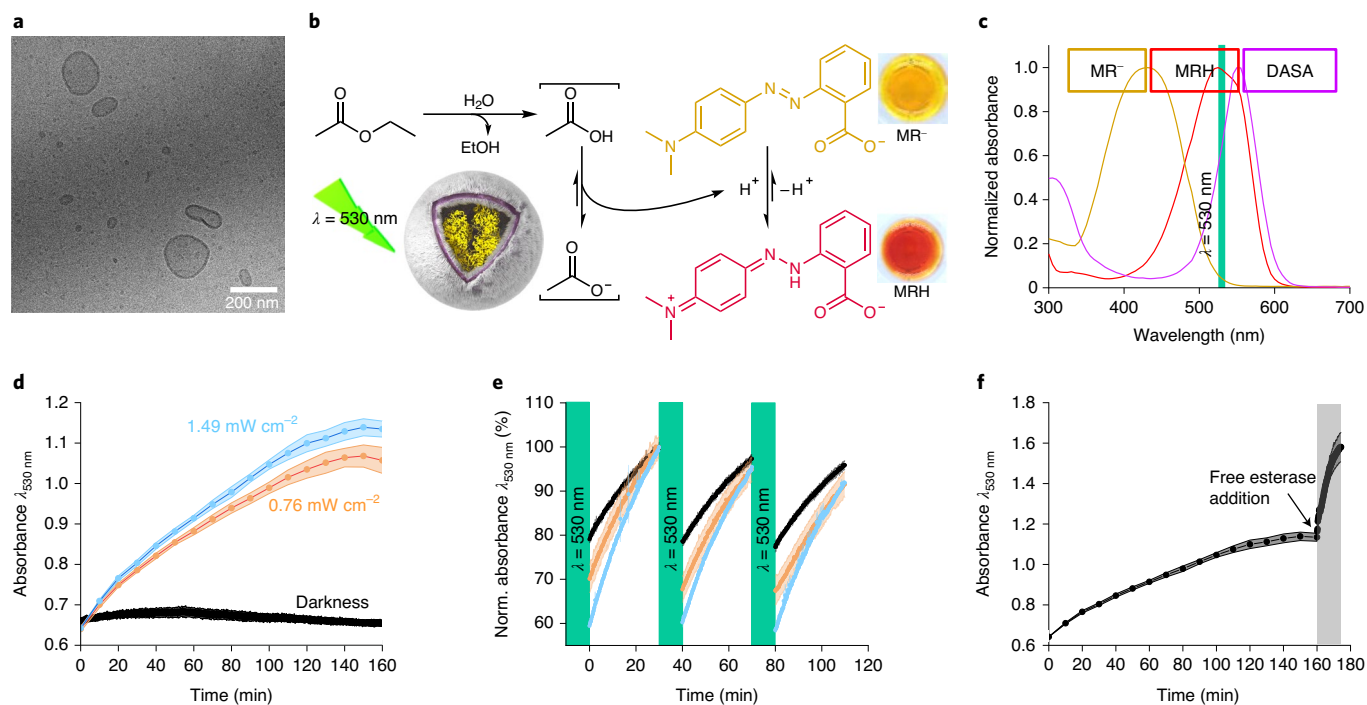 a
200 nm
b
O
O
H₂O
EtOH
O
OH
O
O⁻
λ = 530 nm
H⁺
–H⁺
N
N
N
O
O⁻
MR⁻
N
N
H
N
+
O
O⁻
MRH
c
MR⁻
MRH
DASA
λ = 530 nm
1.0
0.8
0.6
0.4
0.2
0
300
400
500
600
700
Normalized absorbance
Wavelength (nm)
d
1.2
1.1
1.0
0.9
0.8
0.7
0.6
1.49 mW cm⁻²
0.76 mW cm⁻²
Darkness
0 20 40 60 80 100 120 140 160
Absorbance λ530 nm
Time (min)
e
110
100
90
80
70
60
λ = 530 nm
λ = 530 nm
λ = 530 nm
0 20 40 60 80 100 120
Norm. absorbance λ530 nm (%)
Time (min)
f
1.8
1.6
1.4
1.2
1.0
0.8
0.6
Free esterase
addition
0 20 40 60 80 100 120 140 160 180
Absorbance λ530 nm
Time (min)